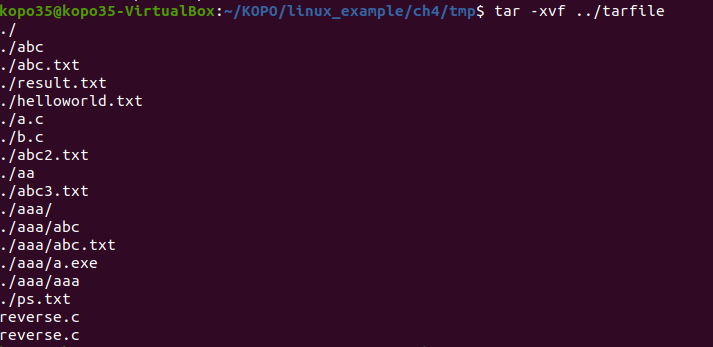 kopo35@kopo35-VirtualBox:~/KOPO/linux_example/ch4/tmp$ tar -xvf ../tarfile
./
./abc
./abc.txt
./result.txt
./helloworld.txt
./a.c
./b.c
./abc2.txt
./aa
./abc3.txt
./aaa/
./aaa/abc
./aaa/abc.txt
./aaa/a.exe
./aaa/aaa
./ps.txt
reverse.c
reverse.c